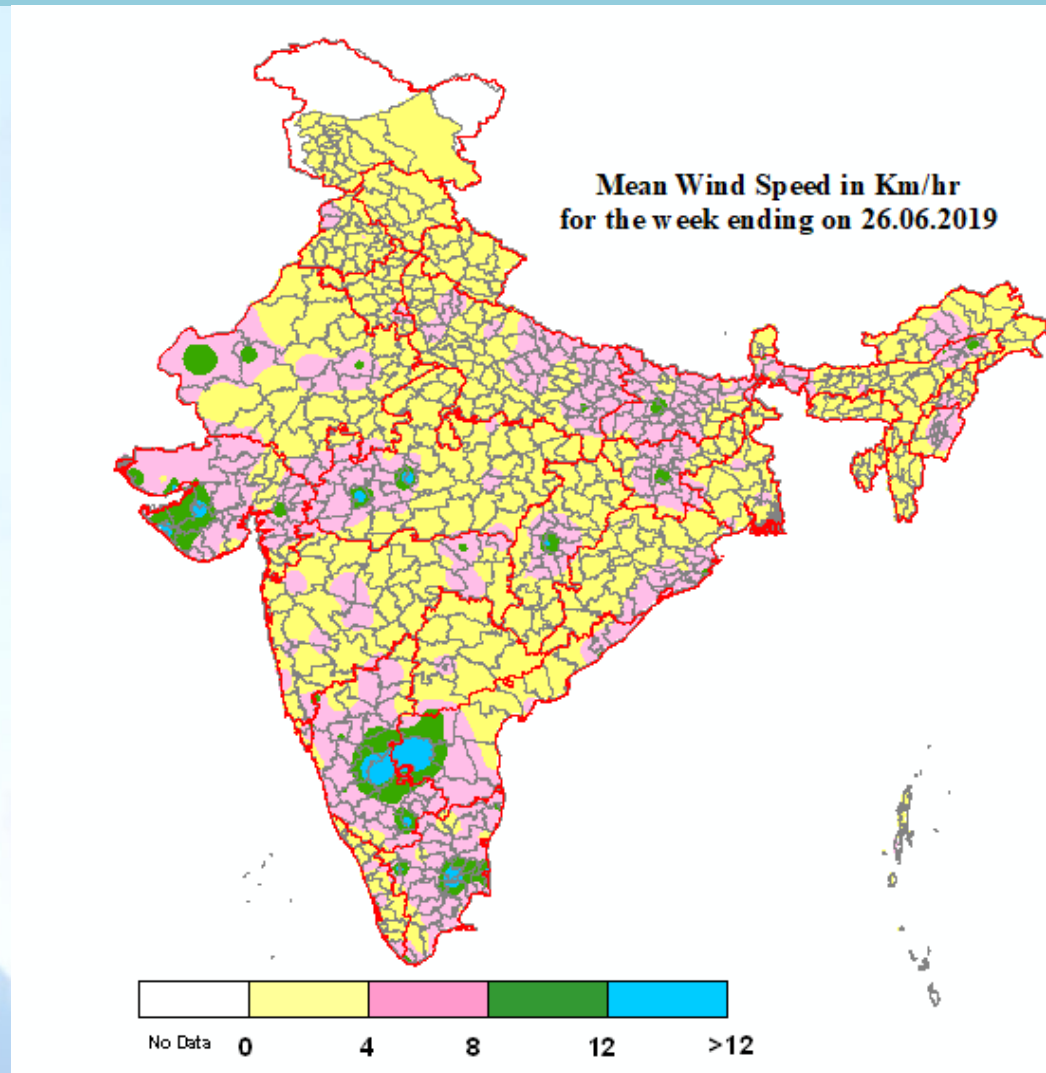 Mean Wind Speed in Km/hr
for the week ending on 26.06.2019
No Data 0 4 8 12 >12